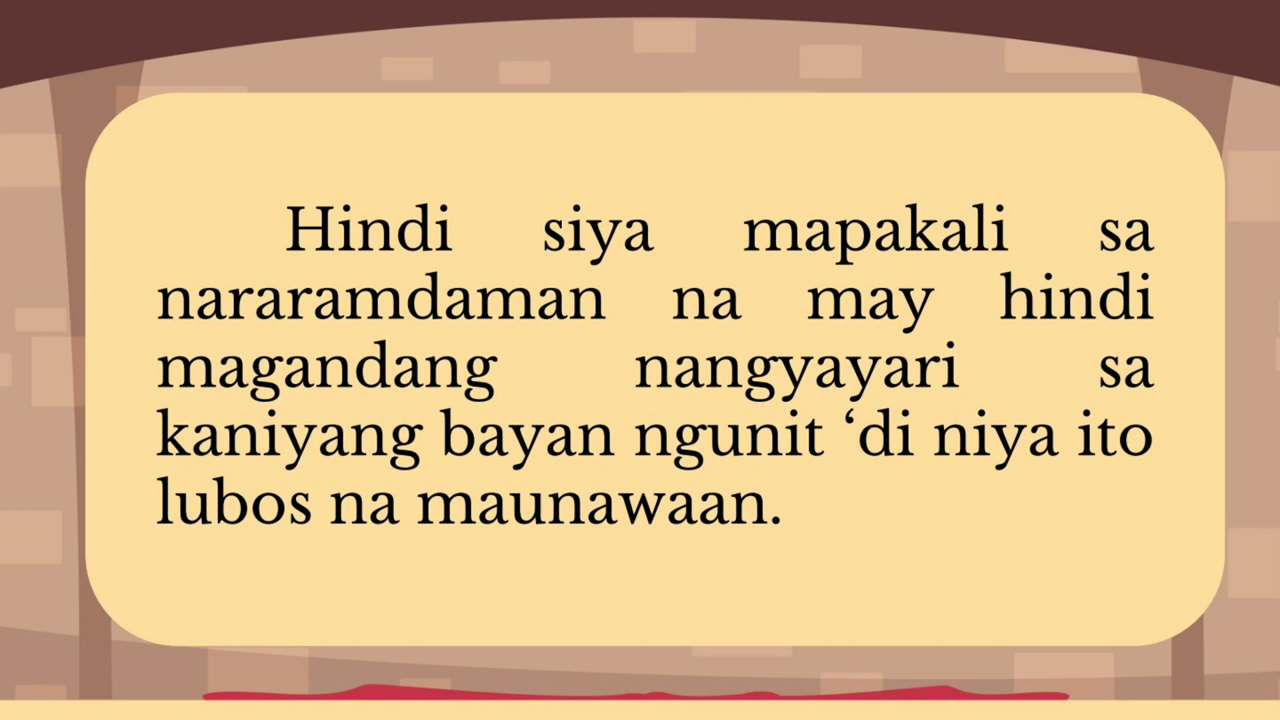 Hindi siya mapakali sa
nararamdaman na may hindi
magandang nangyayari sa
kaniyang bayan ngunit ‘di niya ito
lubos na maunawaan.